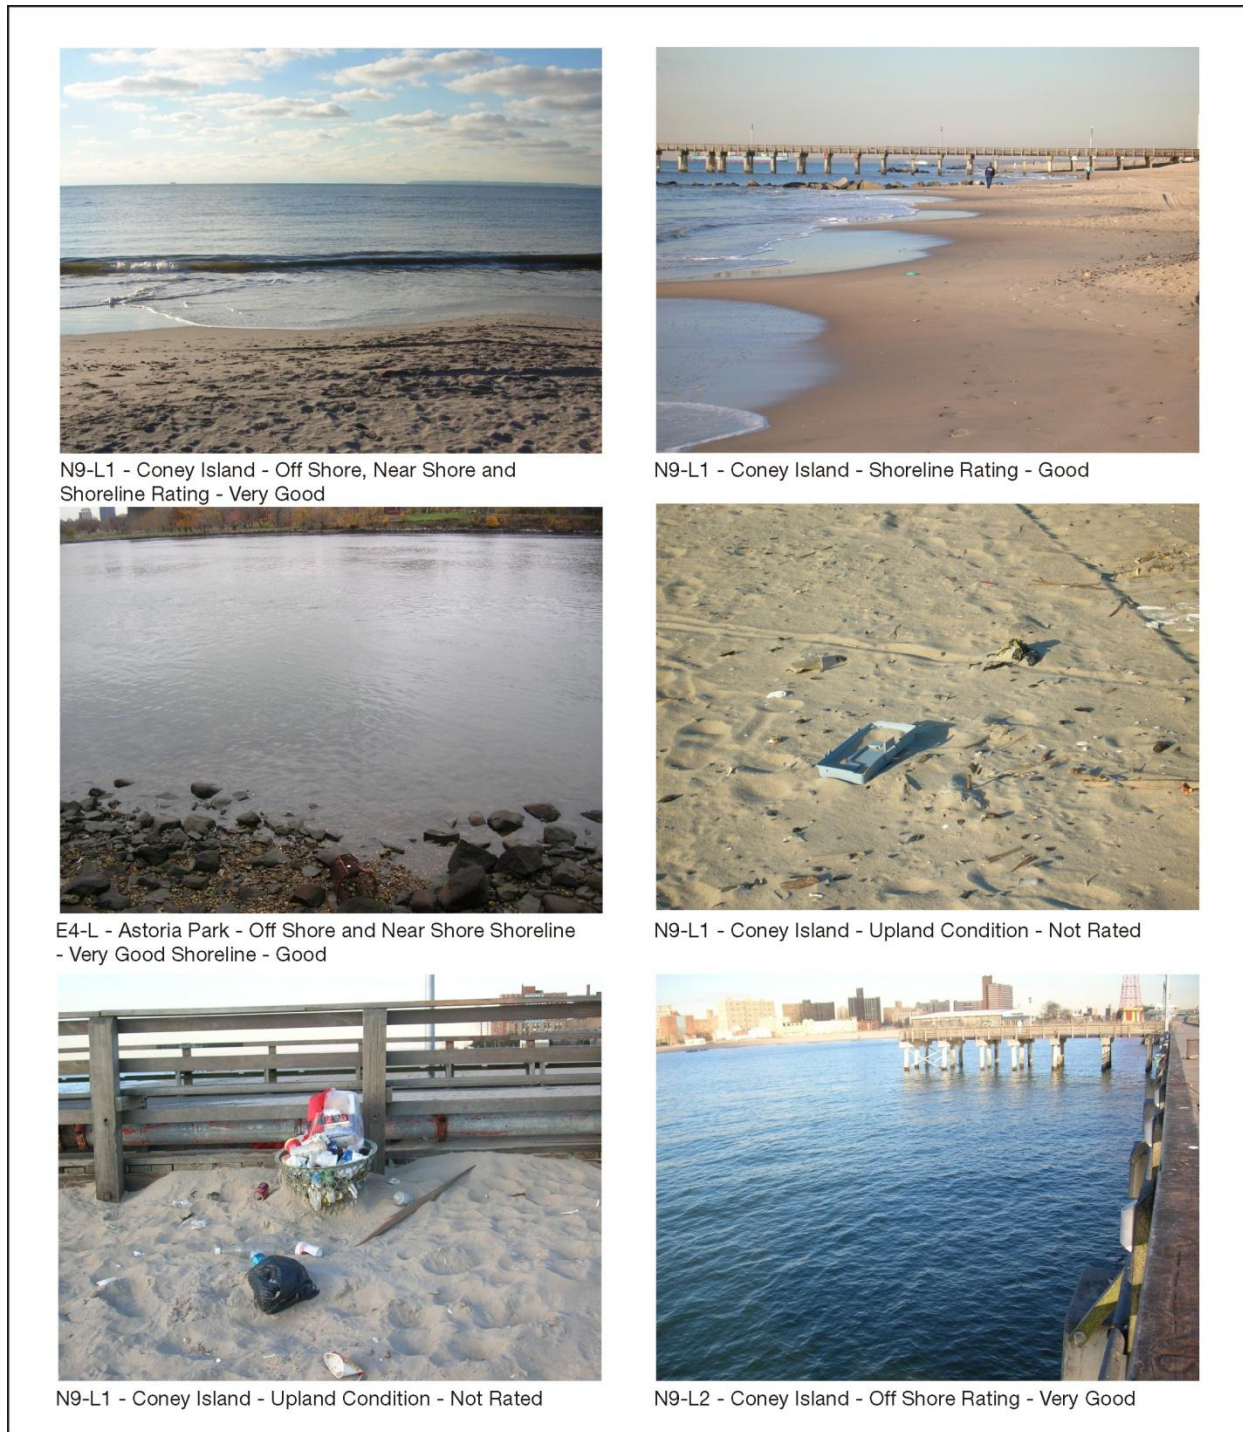 N9-L1 - Coney Island - Off Shore, Near Shore and
Shoreline Rating - Very Good
N9-L1 - Coney Island - Shoreline Rating - Good
E4-L - Astoria Park - Off Shore and Near Shore Shoreline
- Very Good Shoreline - Good
N9-L1 - Coney Island - Upland Condition - Not Rated
N9-L1 - Coney Island - Upland Condition - Not Rated
N9-L2 - Coney Island - Off Shore Rating - Very Good